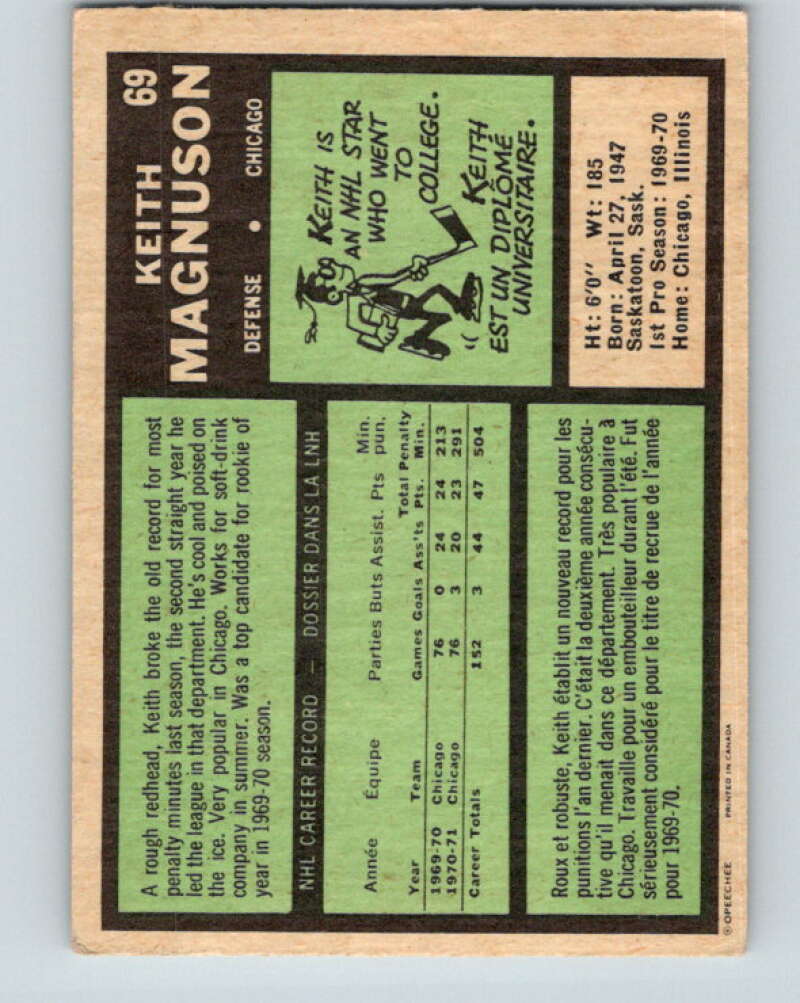 A rough redhead, Keith broke the old record for most
penalty minutes last season, the second straight year he
led the league in that department. He's cool and poised on
the ice. Very popular in Chicago. Works for soft-drink
company in summer. Was a top candidate for rookie of
year in 1969-70 season.
KEITH 69
MAGNUSON
DEFENSE • CHICAGO
NHL CAREER RECORD — DOSSIER DANS LA LNH
Année Équipe Parties Buts Assist. Pts Min. pun.
Year Team Games Goals Ass'ts Total Pts. Penalty Min.
1969-70 Chicago 76 0 24 24 213
1970-71 Chicago 76 3 20 23 291
Career Totals 152 3 44 47 504
KEITH IS
AN NHL STAR
WHO WENT
TO
COLLEGE.
KEITH
EST UN DIPLÔMÉ
UNIVERSITAIRE.
Roux et robuste, Keith établit un nouveau record pour les
punitions l'an dernier. C'était la deuxième année consécu-
tive qu'il menait dans ce département. Très populaire à
Chicago. Travaille pour un embouteilleur durant l'été. Fut
sérieusement considéré pour le titre de recrue de l'année
pour 1969-70.
Ht: 6'0" Wt: 185
Born: April 27, 1947
Saskatoon, Sask.
1st Pro Season: 1969-70
Home: Chicago, Illinois
© OPEECHEE PRINTED IN CANADA